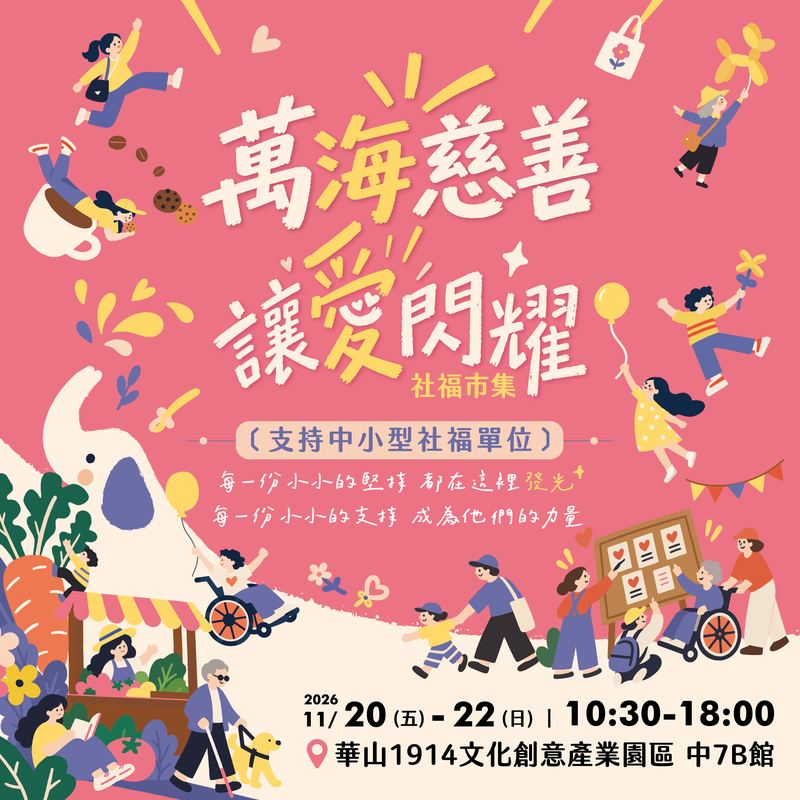 萬海慈善
讓愛閃耀
社福市集
〔支持中小型社福單位〕
每一份小小的堅持 都在這裡發光
每一份小小的支持 成為他們的力量
2026
11/20(五)-22(日) | 10:30-18:00
華山1914文化創意產業園區 中7B館